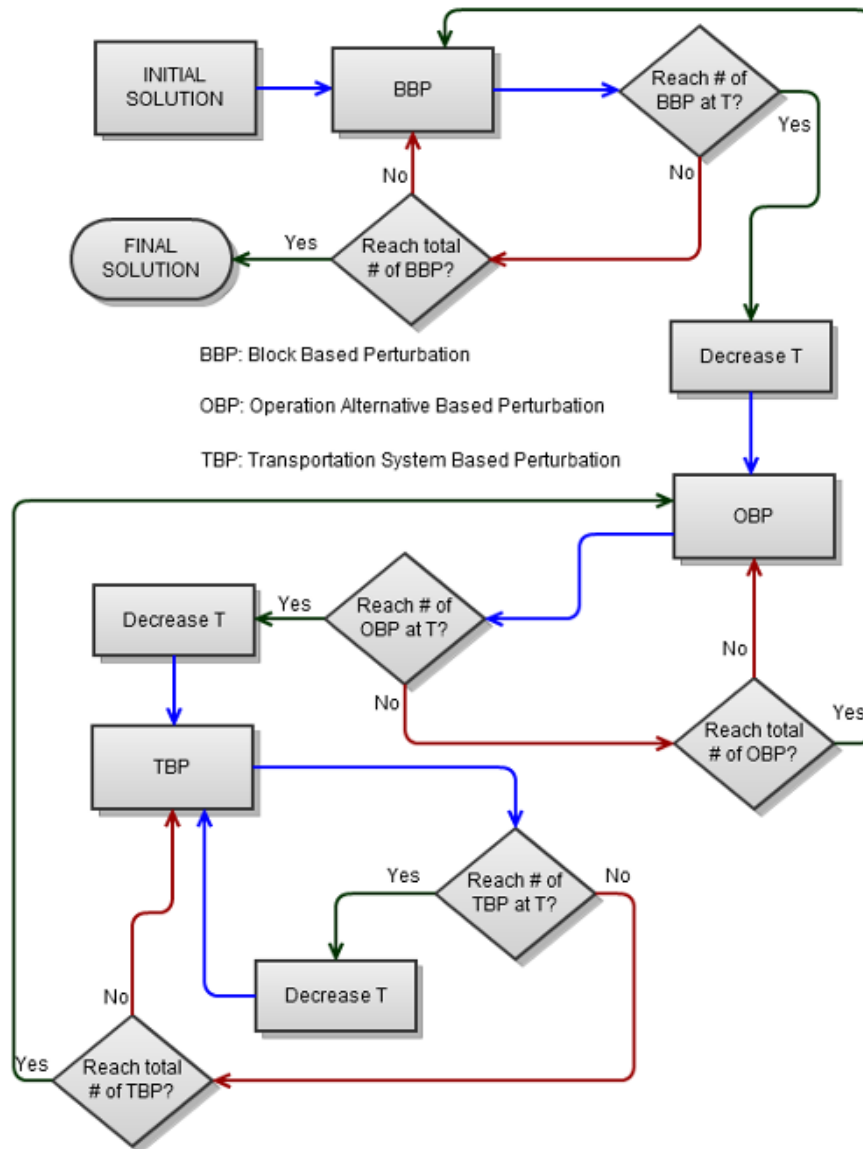 INITIAL
SOLUTION
BBP
Reach # of
BBP at T?
Yes
No
No
Reach total
# of BBP?
Yes
FINAL
SOLUTION
BBP: Block Based Perturbation
OBP: Operation Alternative Based Perturbation
TBP: Transportation System Based Perturbation
Decrease T
OBP
Reach # of
OBP at T?
Yes
Decrease T
No
No
Reach total
# of OBP?
Yes
TBP
Reach # of
TBP at T?
Yes
No
Decrease T
No
Reach total
# of TBP?
Yes